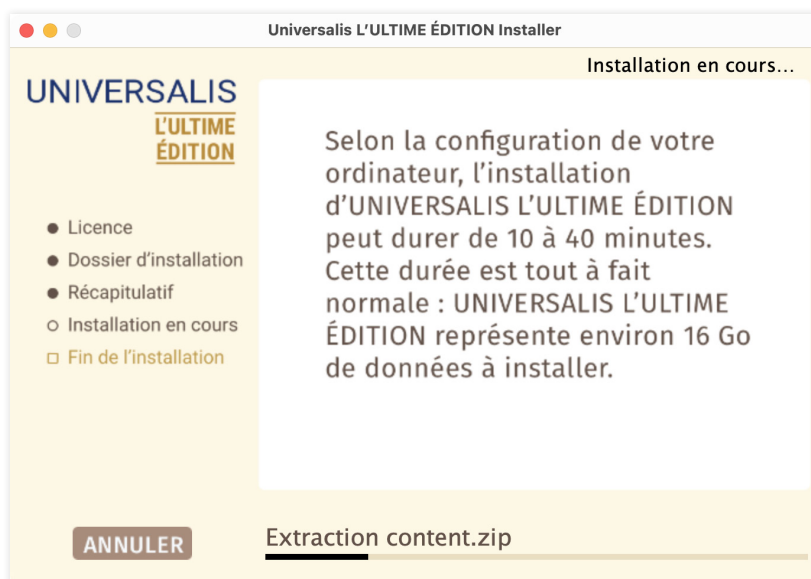 Universalis L’ULTIME ÉDITION Installer
Installation en cours...
UNIVERSALIS
L'ULTIME
ÉDITION
Selon la configuration de votre
ordinateur, l’installation
d’UNIVERSALIS L’ULTIME ÉDITION
peut durer de 10 à 40 minutes.
Cette durée est tout à fait
normale : UNIVERSALIS L’ULTIME
ÉDITION représente environ 16 Go
de données à installer.
Licence
Dossier d’installation
Récapitulatif
Installation en cours
Fin de l’installation
ANNULER
Extraction content.zip